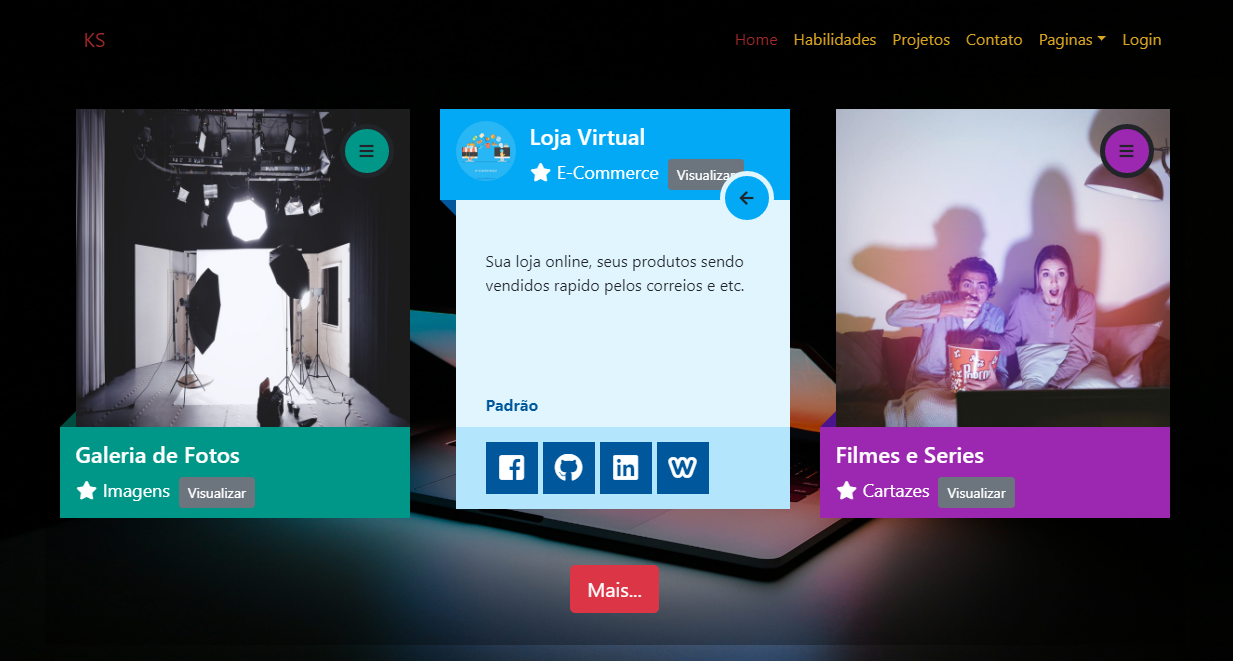 KS
Home Habilidades Projetos Contato Paginas Login
Loja Virtual
E-Commerce Visualizar
Sua loja online, seus produtos sendo
vendidos rapido pelos correios e etc.
Padrão
Galeria de Fotos
Imagens Visualizar
Filmes e Series
Cartazes Visualizar
Mais...